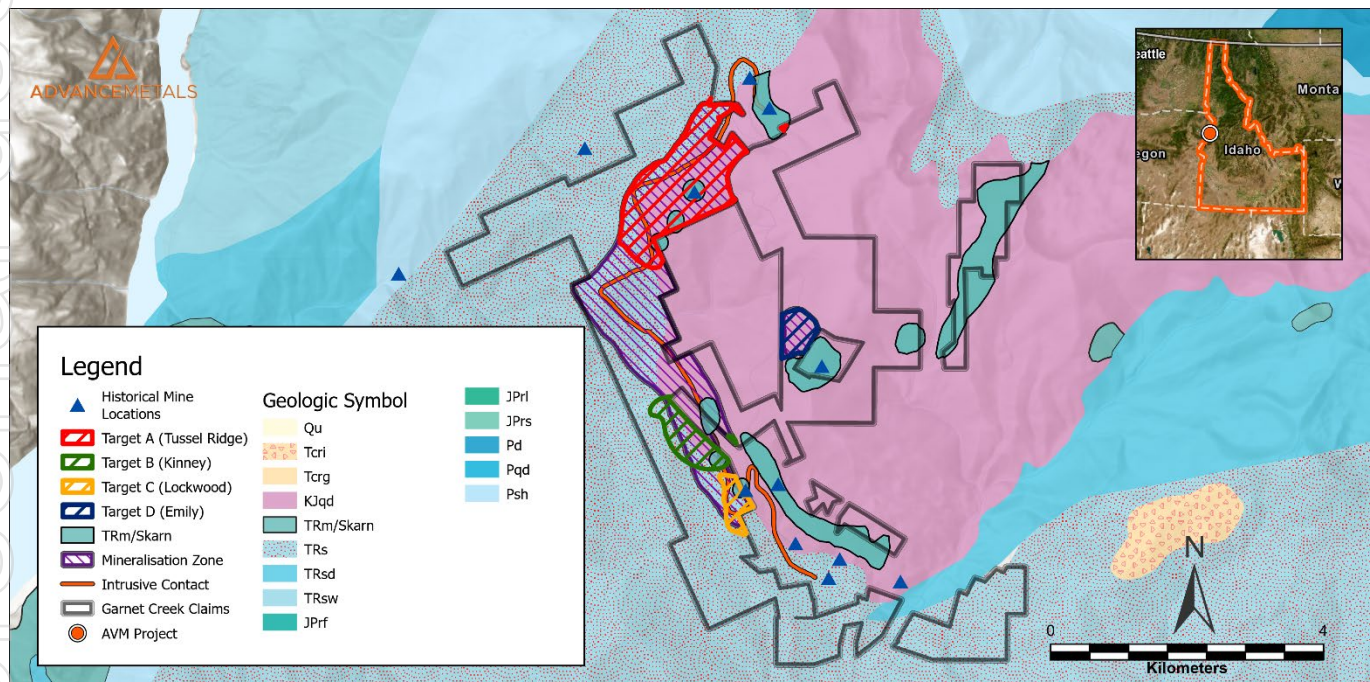 ADVANCEMETALS
eattle
Monta
egon
Idaho
W
Legend
Historical Mine
Locations
Target A (Tussel Ridge)
Target B (Kinney)
Target C (Lockwood)
Target D (Emily)
TRm/Skarn
Mineralisation Zone
Intrusive Contact
Garnet Creek Claims
AVM Project
Geologic Symbol
Qu
Tcri
Tcrg
KJqd
TRm/Skarn
TRs
TRsd
TRsw
JPrf
JPrl
JPrs
Pd
Pqd
Psh
N
0
4
Kilometers